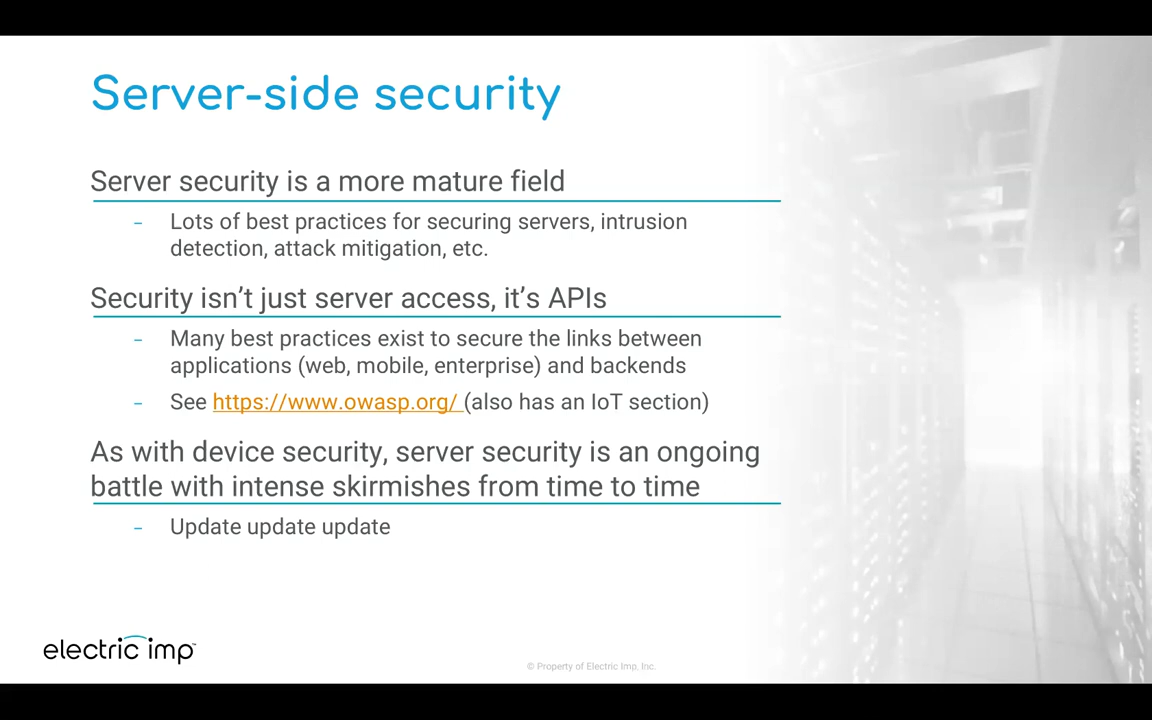 Server-side security
Server security is a more mature field
- Lots of best practices for securing servers, intrusion
detection, attack mitigation, etc.
Security isn’t just server access, it’s APIs
- Many best practices exist to secure the links between
applications (web, mobile, enterprise) and backends
- See https://www.owasp.org/ (also has an IoT section)
As with device security, server security is an ongoing
battle with intense skirmishes from time to time
- Update update update
electric imp™
© Property of Electric Imp, Inc.